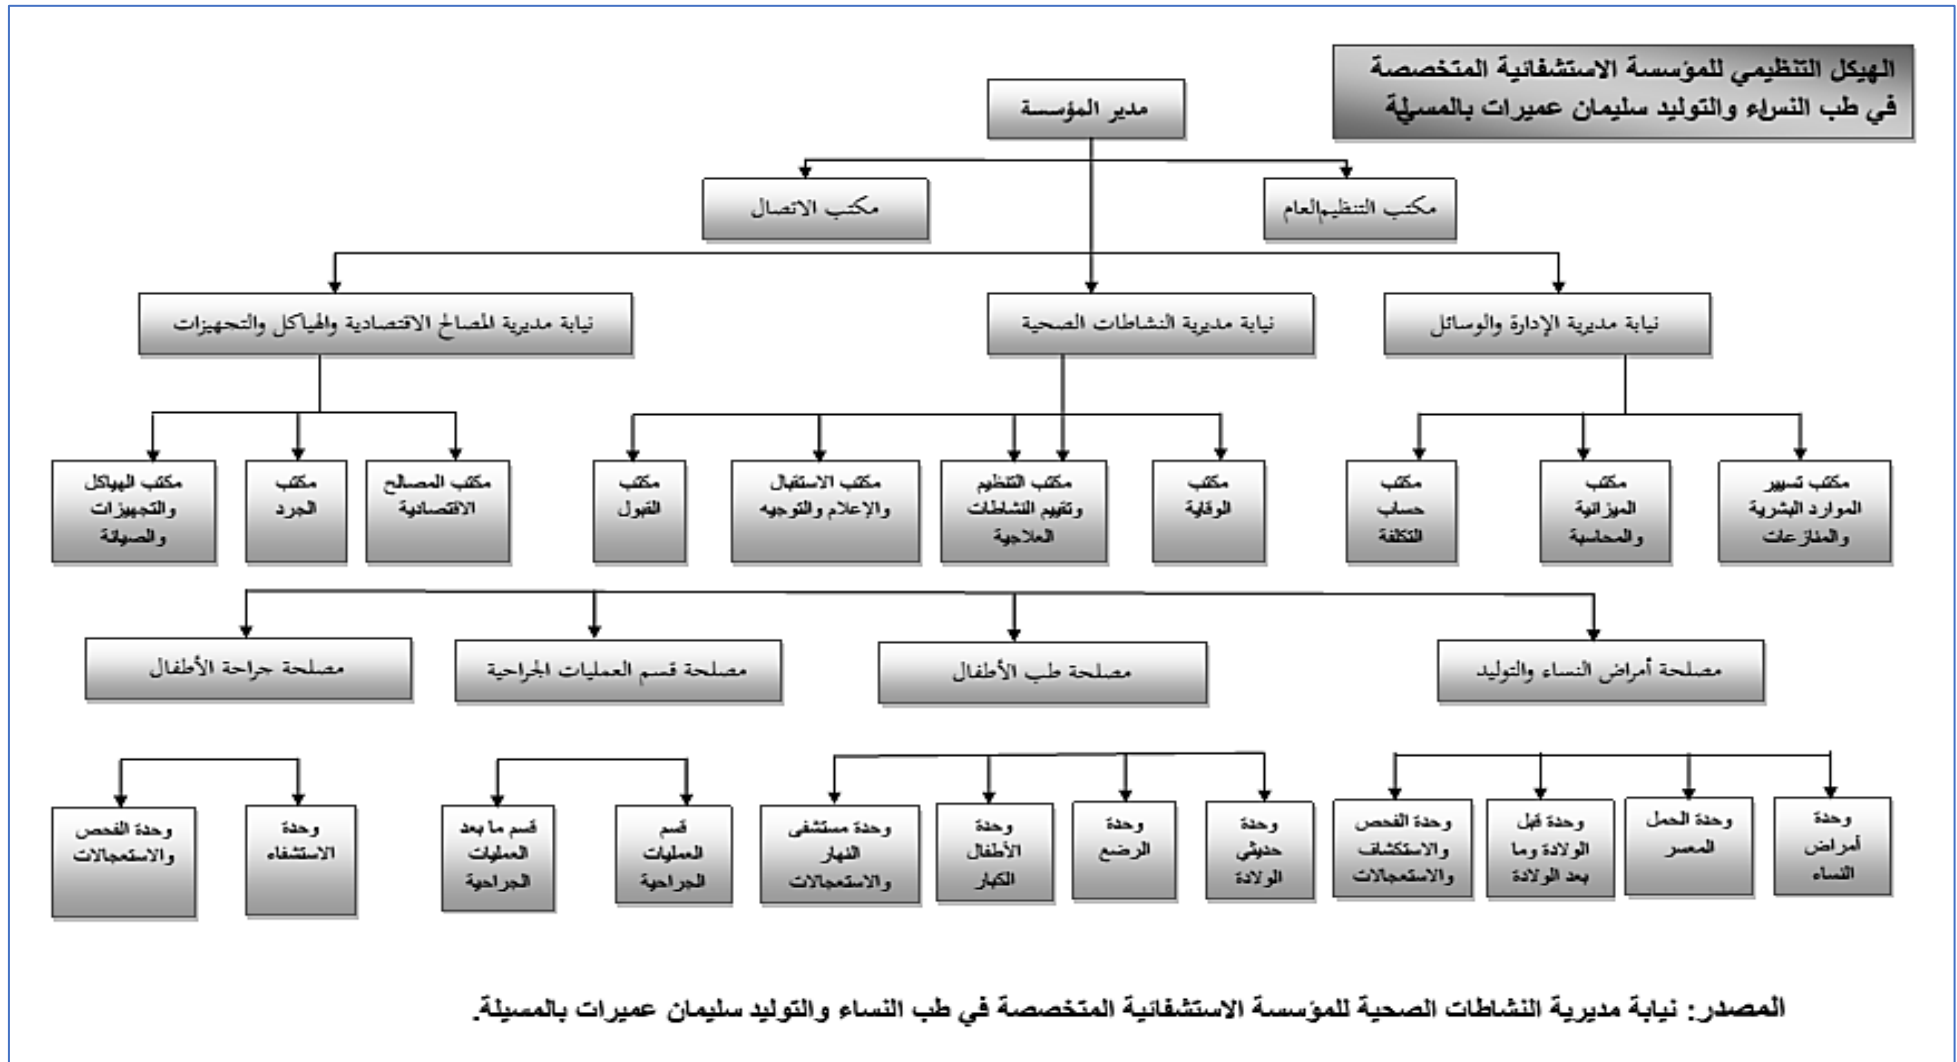 الهيكل التنظيمي للمؤسسة الاستشفائية المتخصصة
في طب النساء والتوليد سليمان عميرات بالمسيلة
مدير المؤسسة
مكتب التنظيم العام
مكتب الاتصال
نيابة مديرية الإدارة والوسائل
نيابة مديرية النشاطات الصحية
نيابة مديرية المصالح الاقتصادية والهياكل والتجهيزات
مكتب تسيير
الموارد البشرية
والمنازعات
مكتب
الميزانية
والمحاسبة
مكتب
حساب
التكلفة
مكتب
الوقاية
مكتب التنظيم
وتقييم النشاطات
العلاجية
مكتب الاستقبال
والإعلام والتوجيه
مكتب
القبول
مكتب المصالح
الاقتصادية
مكتب
الجرد
مكتب الهياكل
والتجهيزات
والصيانة
مصلحة أمراض النساء والتوليد
مصلحة طب الأطفال
مصلحة قسم العمليات الجراحية
مصلحة جراحة الأطفال
وحدة
أمراض
النساء
وحدة الحمل
المعسر
وحدة قبل
الولادة وما
بعد الولادة
وحدة الفحص
والاستكشاف
والاستعجالات
وحدة
حديثي
الولادة
وحدة
الرضع
وحدة
الأطفال
الكبار
وحدة مستشفى
النهار
والاستعجالات
قسم
العمليات
الجراحية
قسم ما بعد
العمليات
الجراحية
وحدة
الاستشفاء
وحدة الفحص
والاستعجالات
المصدر: نيابة مديرية النشاطات الصحية للمؤسسة الاستشفائية المتخصصة في طب النساء والتوليد سليمان عميرات بالمسيلة.